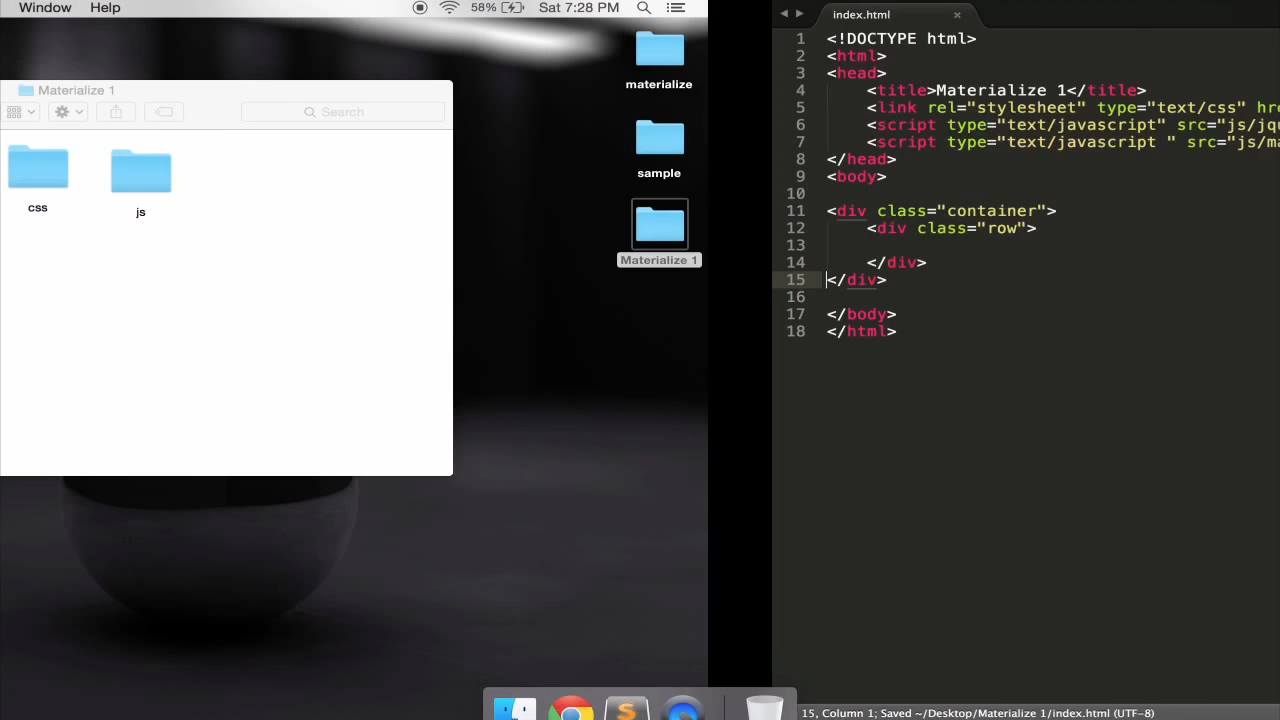 Window Help
58% Sat 7:28 PM
Materialize 1
Search
css
js
materialize
sample
Materialize 1
index.html
1 <!DOCTYPE html>
2 <html>
3 <head>
4 <title>Materialize 1</title>
5 <link rel="stylesheet" type="text/css" hre
6 <script type="text/javascript" src="js/jqu
7 <script type="text/javascript " src="js/ma
8 </head>
9 <body>
10
11 <div class="container">
12 <div class="row">
13
14 </div>
15 </div>
16
17 </body>
18 </html>
15, Column 1; Saved ~/Desktop/Materialize 1/index.html (UTF-8)